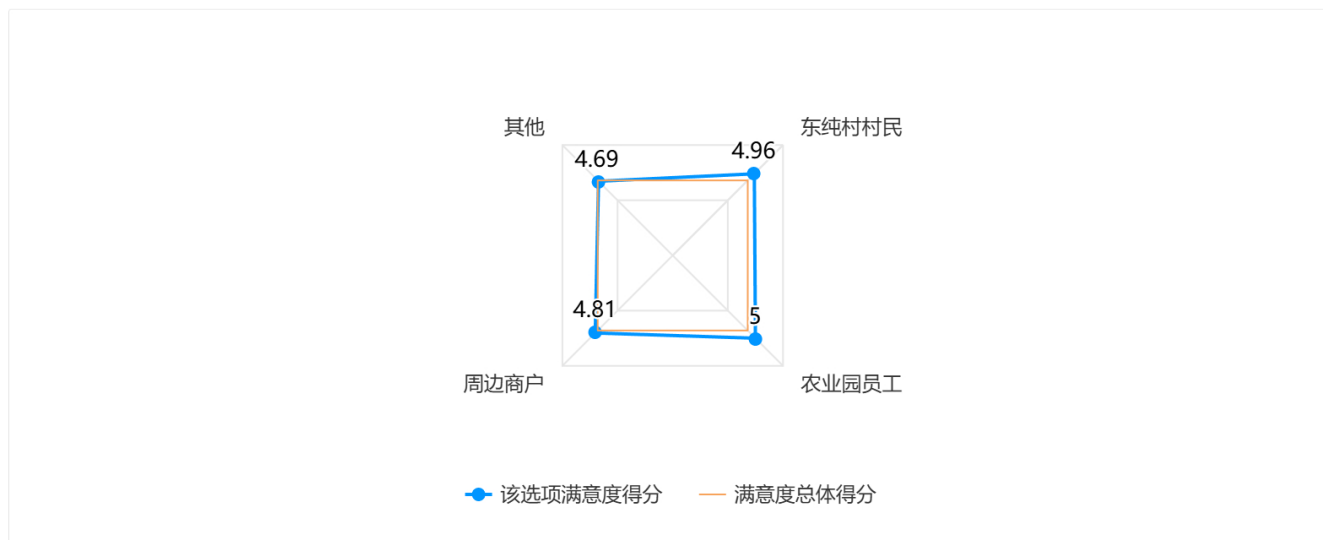 其他
东纯村村民
4.69
4.96
4.81
5
周边商户
农业园员工
该选项满意度得分
满意度总体得分